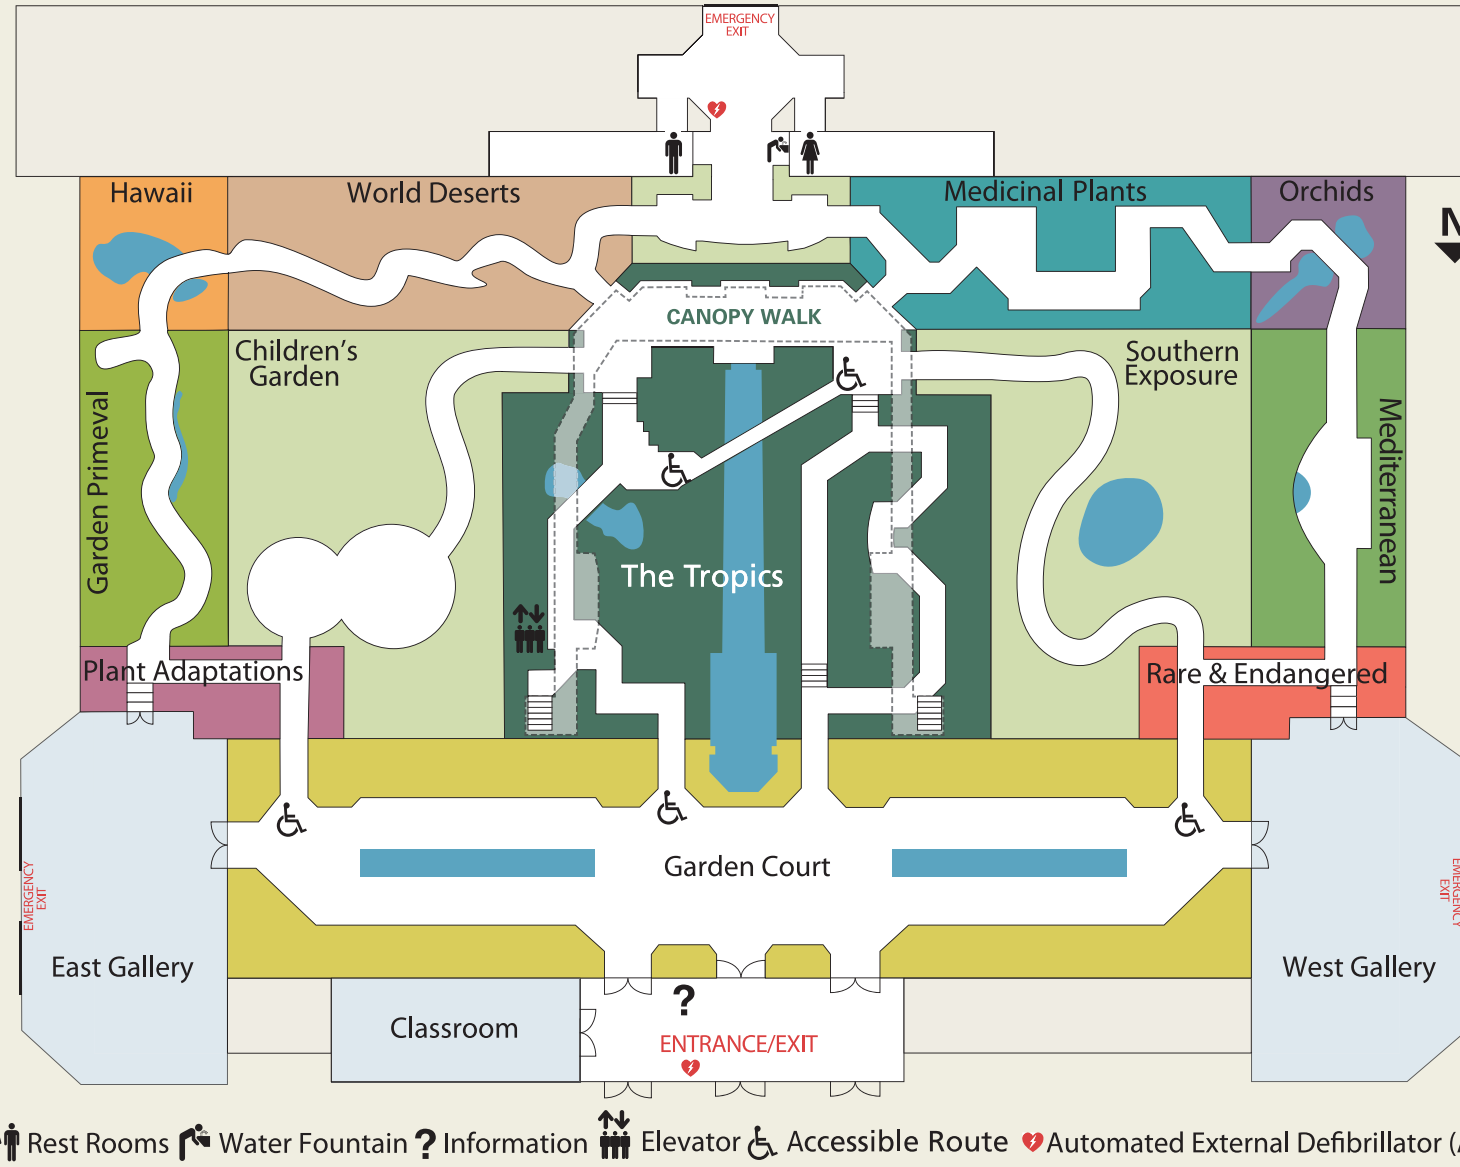 EMERGENCY
EXIT
Hawaii
World Deserts
Medicinal Plants
Orchids
N
CANOPY WALK
Children's
Garden
Southern
Exposure
Garden Primeval
Mediterranean
The Tropics
Plant Adaptations
Rare & Endangered
Garden Court
EMERGENCY
EXIT
EMERGENCY
EXIT
East Gallery
West Gallery
?
Classroom
ENTRANCE/EXIT
Rest Rooms Water Fountain ? Information Elevator Accessible Route Automated External Defibrillator (A